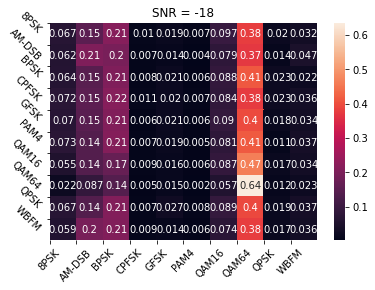 SNR = -18
8PSK 0.067 0.15 0.21 0.01 0.019 0.007 0.097 0.38 0.02 0.032
AM-DSB 0.062 0.21 0.2 0.007 0.014 0.004 0.079 0.37 0.014 0.047
BPSK 0.064 0.15 0.21 0.008 0.021 0.006 0.088 0.41 0.023 0.022
CPFSK 0.072 0.15 0.22 0.011 0.02 0.007 0.084 0.38 0.023 0.036
GFSK 0.07 0.15 0.21 0.006 0.021 0.006 0.09 0.4 0.018 0.034
PAM4 0.073 0.14 0.21 0.007 0.019 0.005 0.081 0.41 0.011 0.037
QAM16 0.055 0.14 0.17 0.009 0.016 0.006 0.087 0.47 0.017 0.034
QAM64 0.022 0.087 0.14 0.005 0.015 0.002 0.057 0.64 0.012 0.023
QPSK 0.067 0.14 0.21 0.007 0.027 0.008 0.089 0.4 0.019 0.037
WBFM 0.059 0.2 0.21 0.009 0.014 0.006 0.074 0.38 0.017 0.036
8PSK AM-DSB BPSK CPFSK GFSK PAM4 QAM16 QAM64 QPSK WBFM
0.6
0.5
0.4
0.3
0.2
0.1